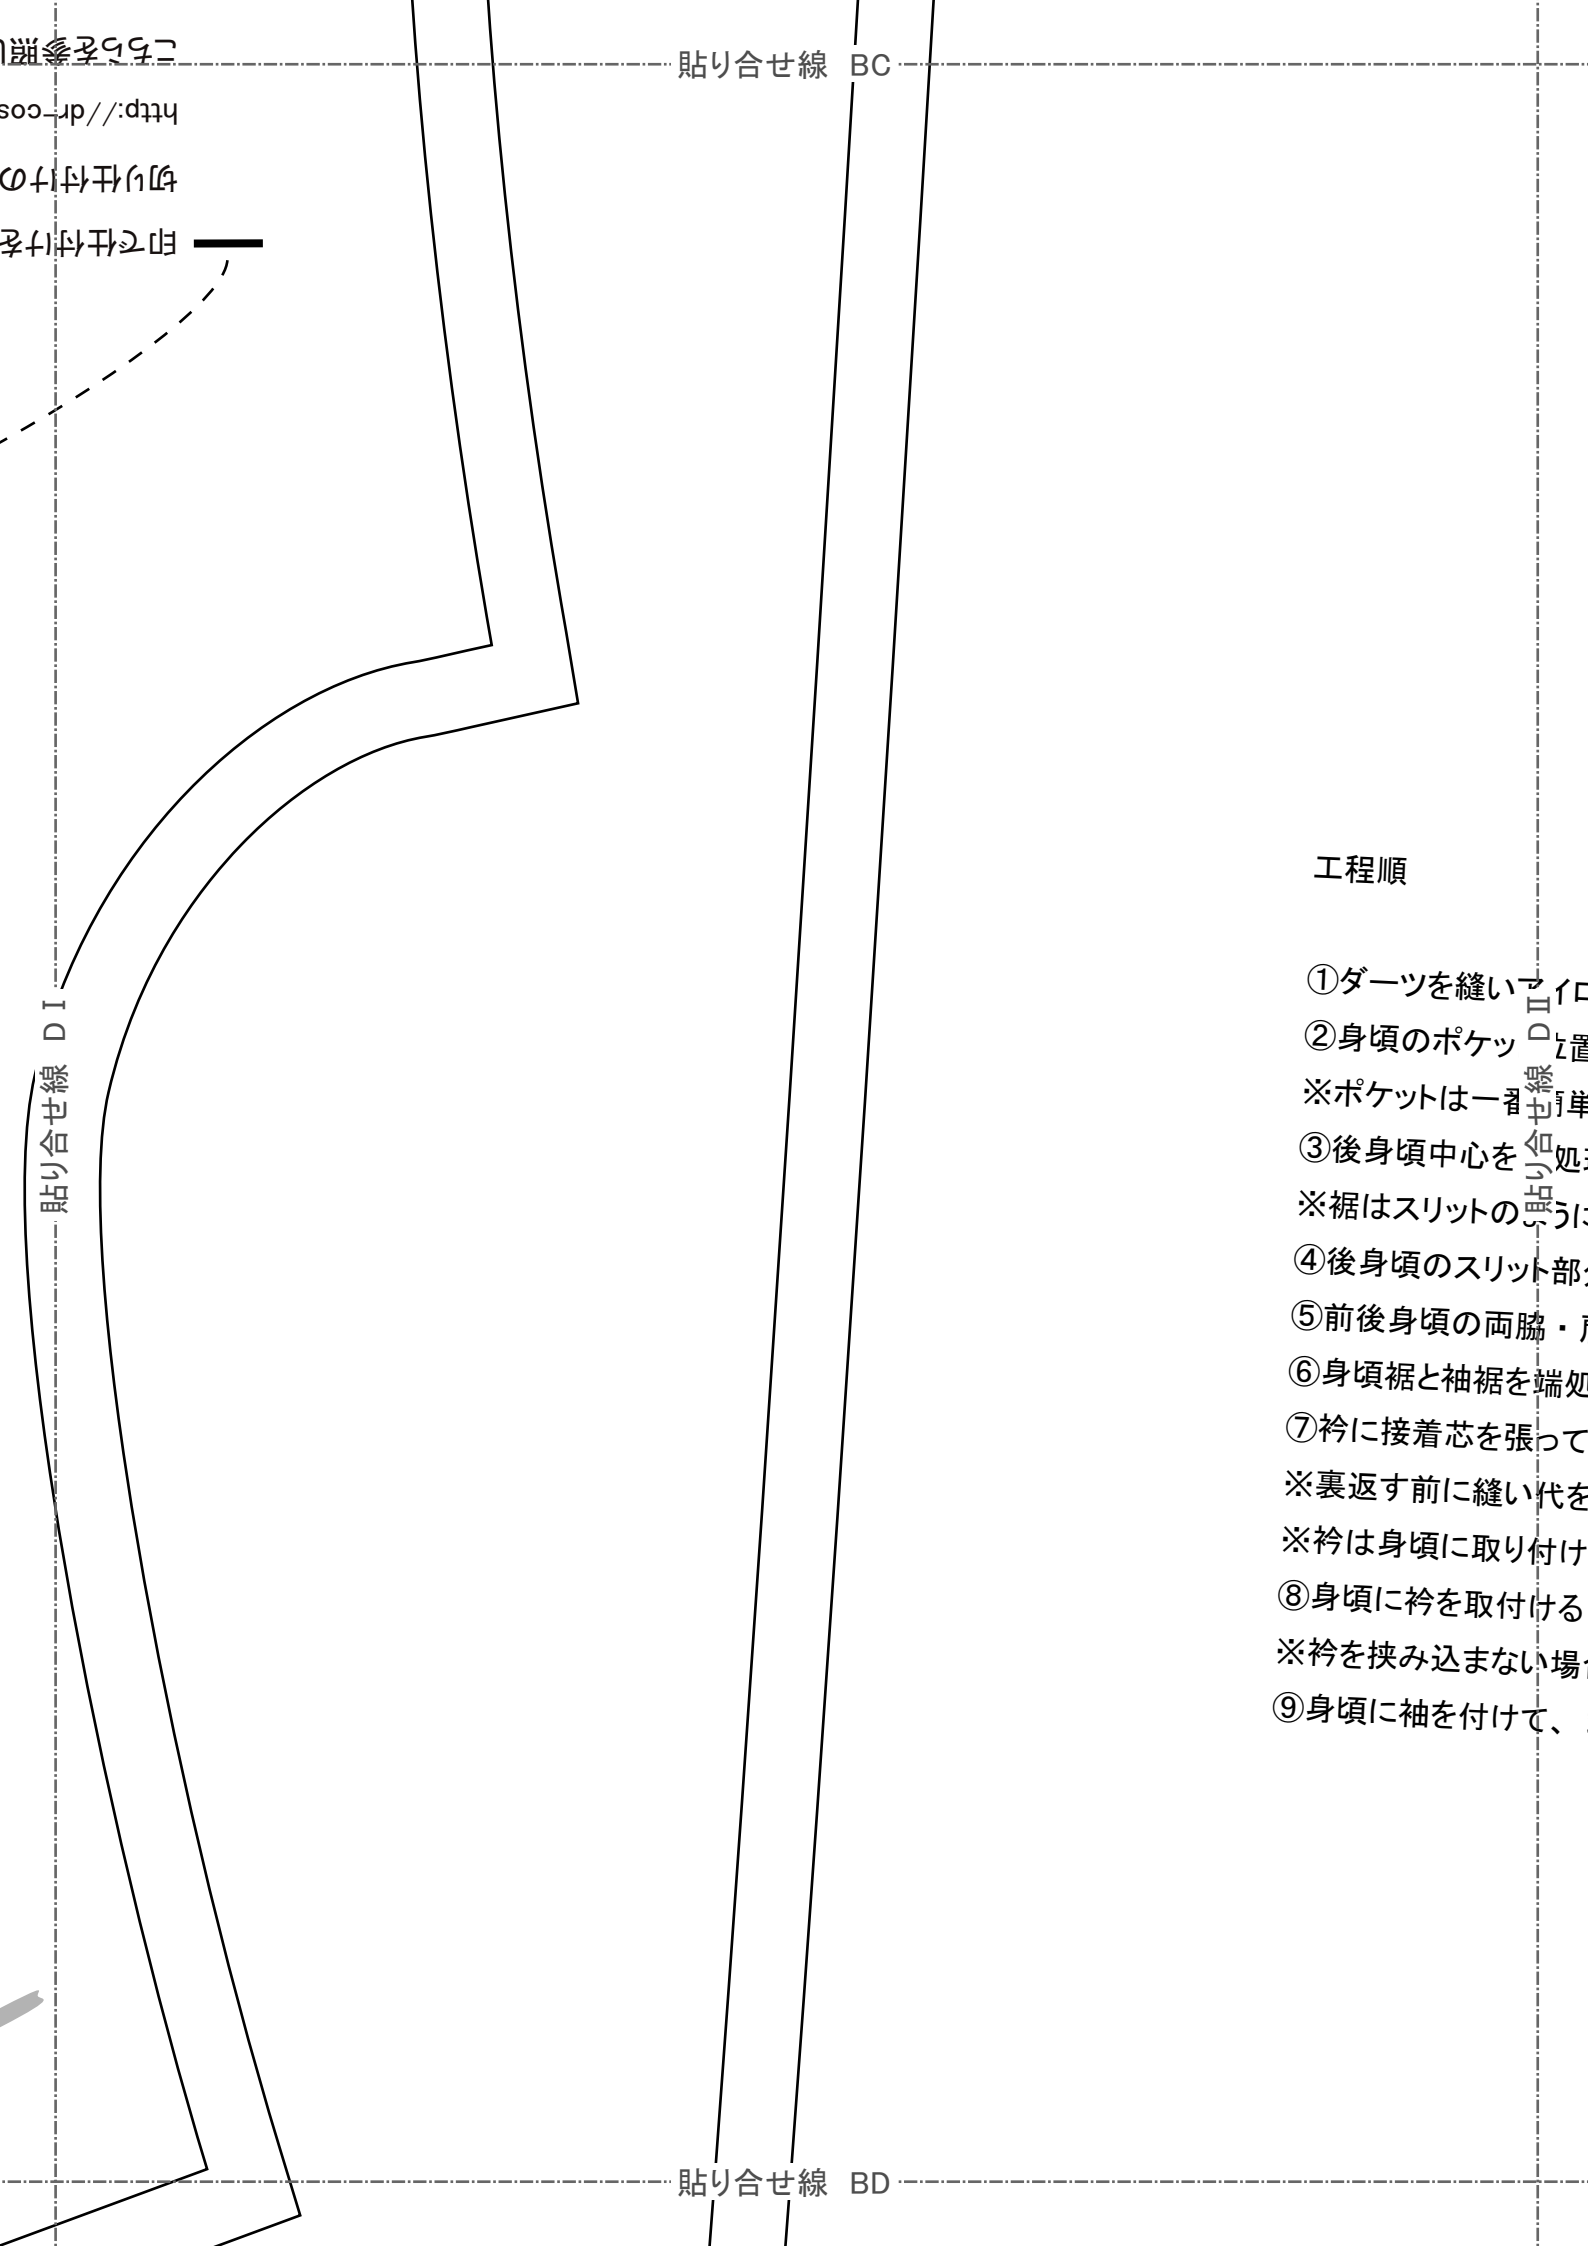 貼り合せ線 BC
こちらを参照し
http://dr-cos
切り仕付けの
印で仕付けを
工程順
①ダーツを縫いアイロ
②身頃のポケッ 位置
※ポケットは一番簡単
③後身頃中心を 処
※裾はスリットのように
④後身頃のスリット部
⑤前後身頃の両脇・
⑥身頃裾と袖裾を端処
⑦衿に接着芯を張って
※裏返す前に縫い代を
※衿は身頃に取り付け
⑧身頃に衿を取付ける
※衿を挟み込まない場
⑨身頃に袖を付けて、
貼り合せ線 DⅠ
貼り合せ線 DⅡ
貼り合せ線 BD